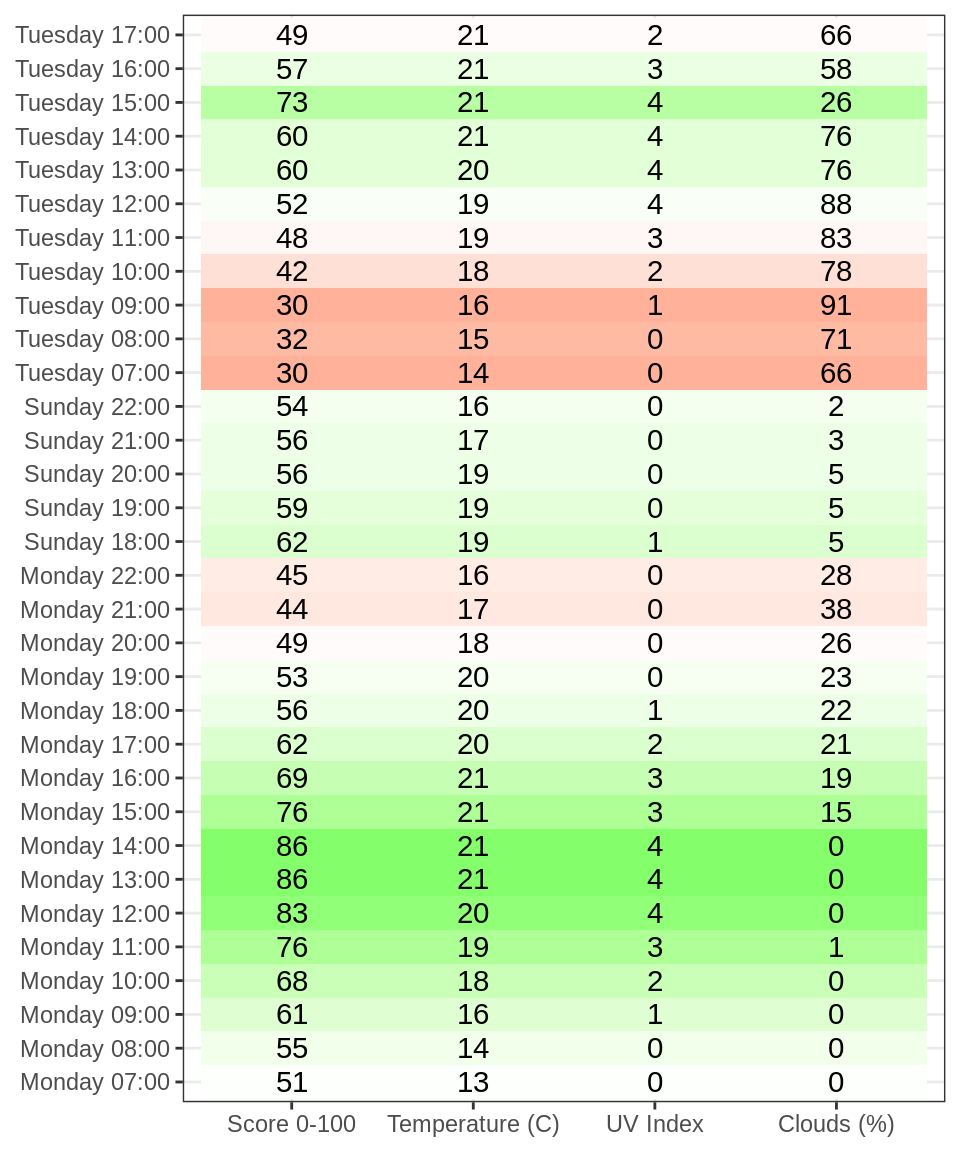 Tuesday 17:00 49 21 2 66
Tuesday 16:00 57 21 3 58
Tuesday 15:00 73 21 4 26
Tuesday 14:00 60 21 4 76
Tuesday 13:00 60 20 4 76
Tuesday 12:00 52 19 4 88
Tuesday 11:00 48 19 3 83
Tuesday 10:00 42 18 2 78
Tuesday 09:00 30 16 1 91
Tuesday 08:00 32 15 0 71
Tuesday 07:00 30 14 0 66
Sunday 22:00 54 16 0 2
Sunday 21:00 56 17 0 3
Sunday 20:00 56 19 0 5
Sunday 19:00 59 19 0 5
Sunday 18:00 62 19 1 5
Monday 22:00 45 16 0 28
Monday 21:00 44 17 0 38
Monday 20:00 49 18 0 26
Monday 19:00 53 20 0 23
Monday 18:00 56 20 1 22
Monday 17:00 62 20 2 21
Monday 16:00 69 21 3 19
Monday 15:00 76 21 3 15
Monday 14:00 86 21 4 0
Monday 13:00 86 21 4 0
Monday 12:00 83 20 4 0
Monday 11:00 76 19 3 1
Monday 10:00 68 18 2 0
Monday 09:00 61 16 1 0
Monday 08:00 55 14 0 0
Monday 07:00 51 13 0 0
Score 0-100 Temperature (C) UV Index Clouds (%)